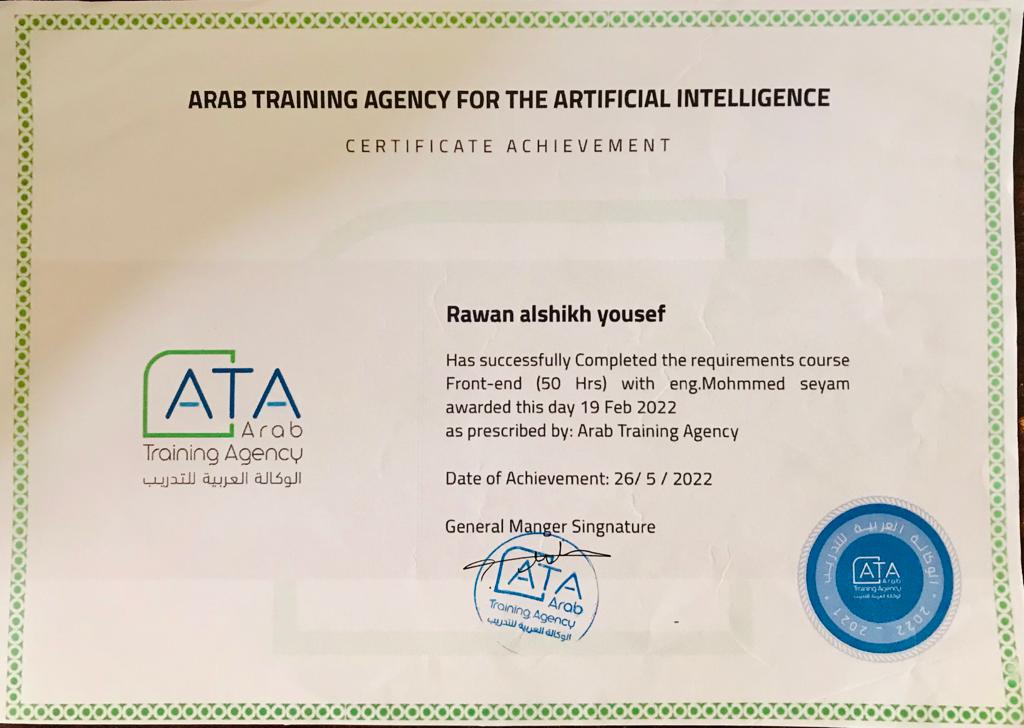 ARAB TRAINING AGENCY FOR THE ARTIFICIAL INTELLIGENCE
CERTIFICATE ACHIEVEMENT
Rawan alshikh yousef
Has successfully Completed the requirements course
Front-end (50 Hrs) with eng.Mohmmed seyam
awarded this day 19 Feb 2022
as prescribed by: Arab Training Agency
Date of Achievement: 26/ 5 / 2022
General Manger Singnature
ATA
Arab
Training Agency
الوكالة العربية للتدريب
ATA
Arab
Training Agency
الوكالة العربية للتدريب
الوكالة العربية للتدريب
ATA
Arab
Training Agency
الوكالة العربية للتدريب
2021 - 2022